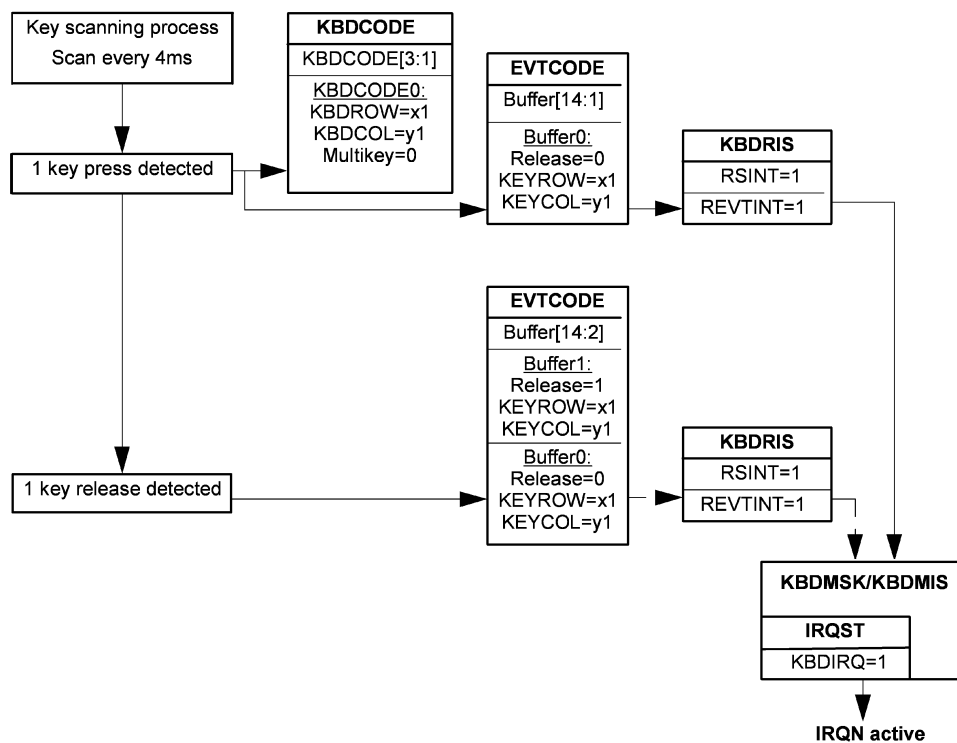 Key scanning process
Scan every 4ms
KBDCODE
KBDCODE[3:1]
KBDCODE0:
KBDROW=x1
KBDCOL=y1
Multikey=0
1 key press detected
EVTCODE
Buffer[14:1]
Buffer0:
Release=0
KEYROW=x1
KEYCOL=y1
KBDRIS
RSINT=1
REVTINT=1
EVTCODE
Buffer[14:2]
Buffer1:
Release=1
KEYROW=x1
KEYCOL=y1
Buffer0:
Release=0
KEYROW=x1
KEYCOL=y1
1 key release detected
KBDRIS
RSINT=1
REVTINT=1
KBDMSK/KBDMIS
IRQST
KBDIRQ=1
IRQN active